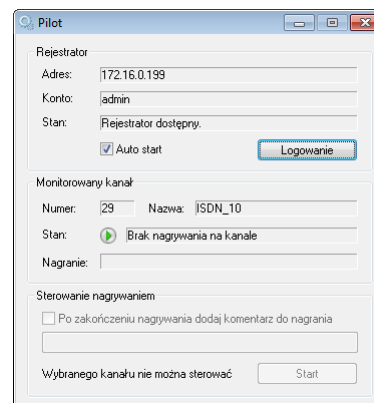 Pilot
Rejestrator
Adres: 172.16.0.199
Konto: admin
Stan: Rejestrator dostępny.
Auto start Logowanie
Monitorowany kanał
Numer: 29 Nazwa: ISDN_10
Stan: Brak nagrywania na kanale
Nagranie:
Sterowanie nagrywaniem
Po zakończeniu nagrywania dodaj komentarz do nagrania
Wybranego kanału nie można sterować Start